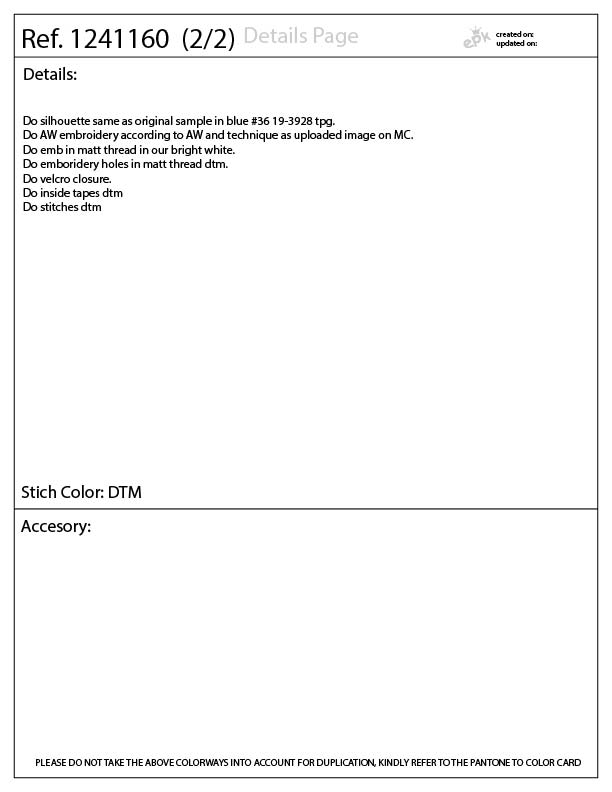 Ref. 1241160 (2/2) Details Page
epk created on:
updated on:
Details:
Do silhouette same as original sample in blue #36 19-3928 tpg.
Do AW embroidery according to AW and technique as uploaded image on MC.
Do emb in matt thread in our bright white.
Do emboridery holes in matt thread dtm.
Do velcro closure.
Do inside tapes dtm
Do stitches dtm
Stich Color: DTM
Accesory:
PLEASE DO NOT TAKE THE ABOVE COLORWAYS INTO ACCOUNT FOR DUPLICATION, KINDLY REFER TO THE PANTONE TO COLOR CARD